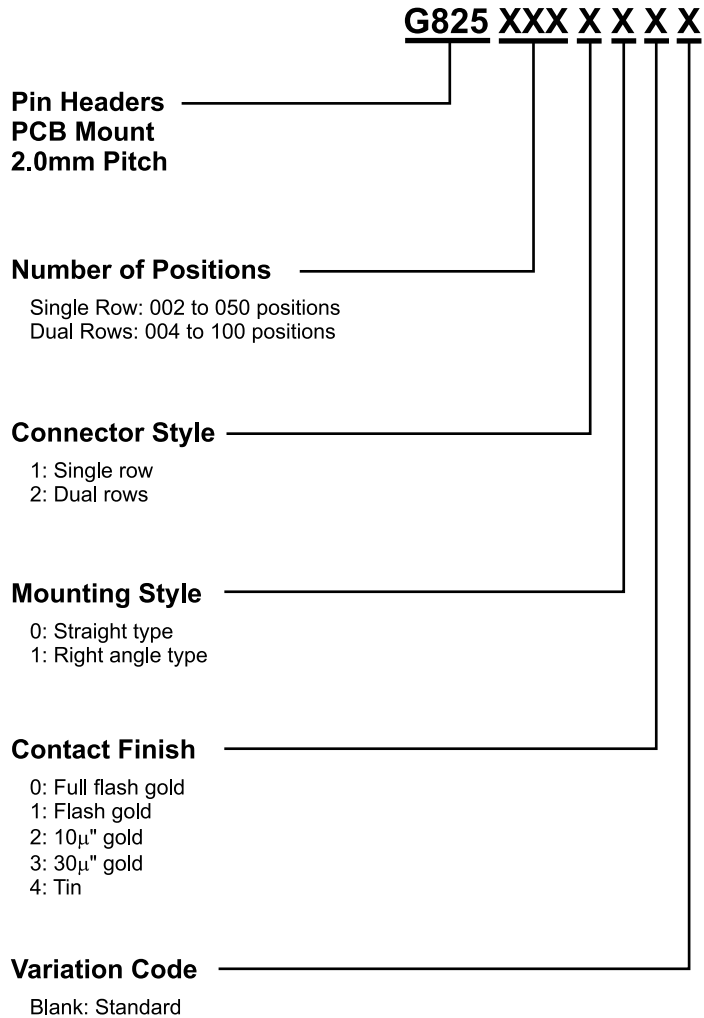 G825 XXX X X X X
Pin Headers
PCB Mount
2.0mm Pitch
Number of Positions
Single Row: 002 to 050 positions
Dual Rows: 004 to 100 positions
Connector Style
1: Single row
2: Dual rows
Mounting Style
0: Straight type
1: Right angle type
Contact Finish
0: Full flash gold
1: Flash gold
2: 10μ" gold
3: 30μ" gold
4: Tin
Variation Code
Blank: Standard